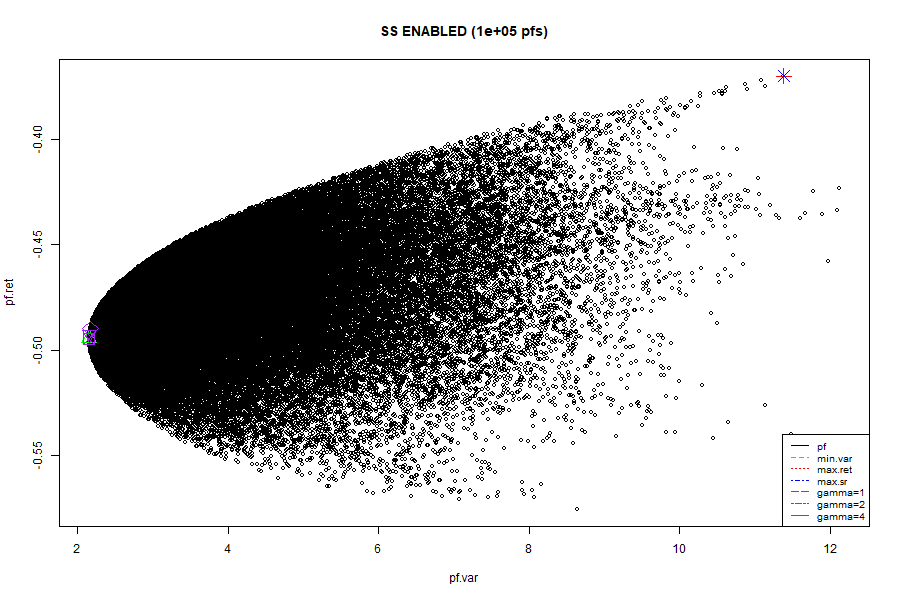 SS ENABLED (1e+05 pfs)
-0.40
-0.45
-0.50
-0.55
pf.ret
2
4
6
8
10
12
pf.var
pf
min.var
max.ret
max.sr
gamma=1
gamma=2
gamma=4